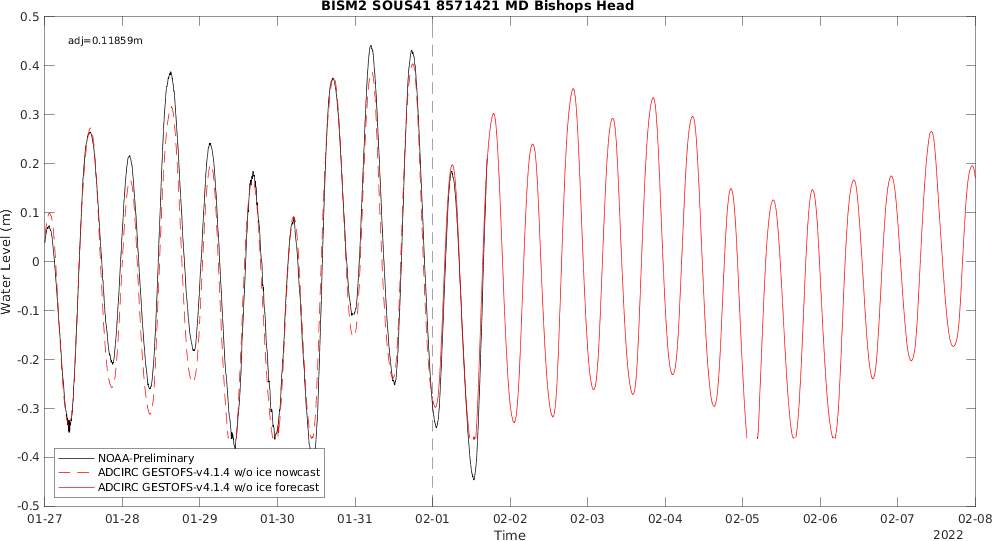 BISM2 SOUS41 8571421 MD Bishops Head
adj=0.11859m
0.5
0.4
0.3
0.2
0.1
0
-0.1
-0.2
-0.3
-0.4
-0.5
Water Level (m)
NOAA-Preliminary
ADCIRC GESTOFS-v4.1.4 w/o ice nowcast
ADCIRC GESTOFS-v4.1.4 w/o ice forecast
01-27 01-28 01-29 01-30 01-31 02-01 02-02 02-03 02-04 02-05 02-06 02-07 02-08
Time
2022